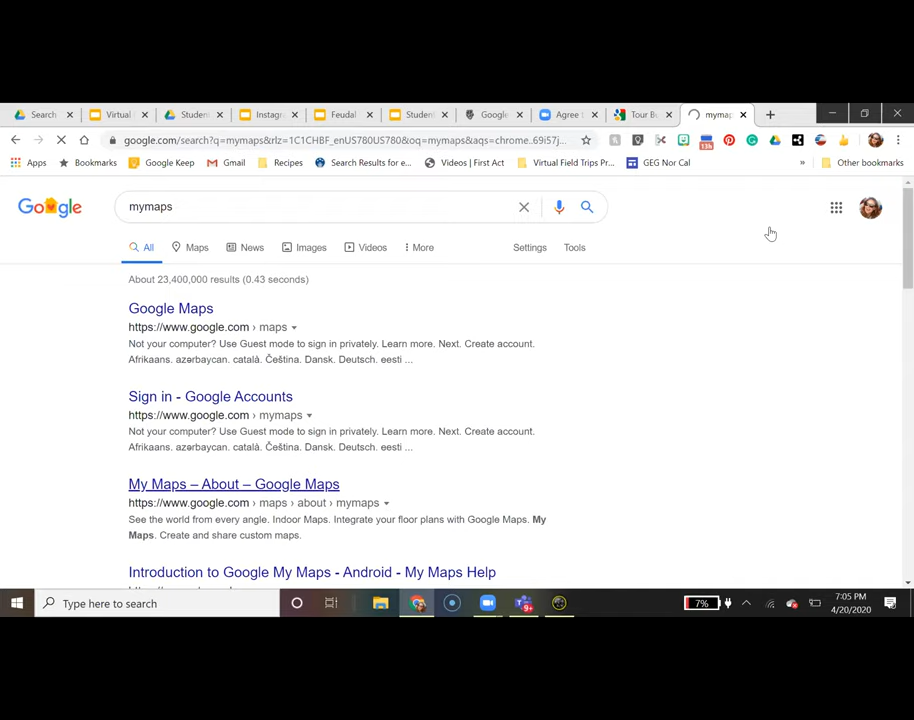 Search
Virtual
Studen
Instagr
Feudal
Studen
Google
Agree t
Tour Bu
mymap
google.com/search?q=mymaps&rlz=1C1CHBF_enUS780US780&oq=mymaps&aqs=chrome..69i57j...
13k
Apps
Bookmarks
Google Keep
Gmail
Recipes
Search Results for e...
Videos | First Act
Virtual Field Trips Pr...
GEG Nor Cal
»
Other bookmarks
Google
mymaps
All
Maps
News
Images
Videos
More
Settings
Tools
About 23,400,000 results (0.43 seconds)
Google Maps
https://www.google.com › maps
Not your computer? Use Guest mode to sign in privately. Learn more. Next. Create account.
Afrikaans. azərbaycan. català. Čeština. Dansk. Deutsch. eesti ...
Sign in - Google Accounts
https://www.google.com › mymaps
Not your computer? Use Guest mode to sign in privately. Learn more. Next. Create account.
Afrikaans. azərbaycan. català. Čeština. Dansk. Deutsch. eesti ...
My Maps – About – Google Maps
https://www.google.com › maps › about › mymaps
See the world from every angle. Indoor Maps. Integrate your floor plans with Google Maps. My
Maps. Create and share custom maps.
Introduction to Google My Maps - Android - My Maps Help
Type here to search
9+
7%
7:05 PM
4/20/2020